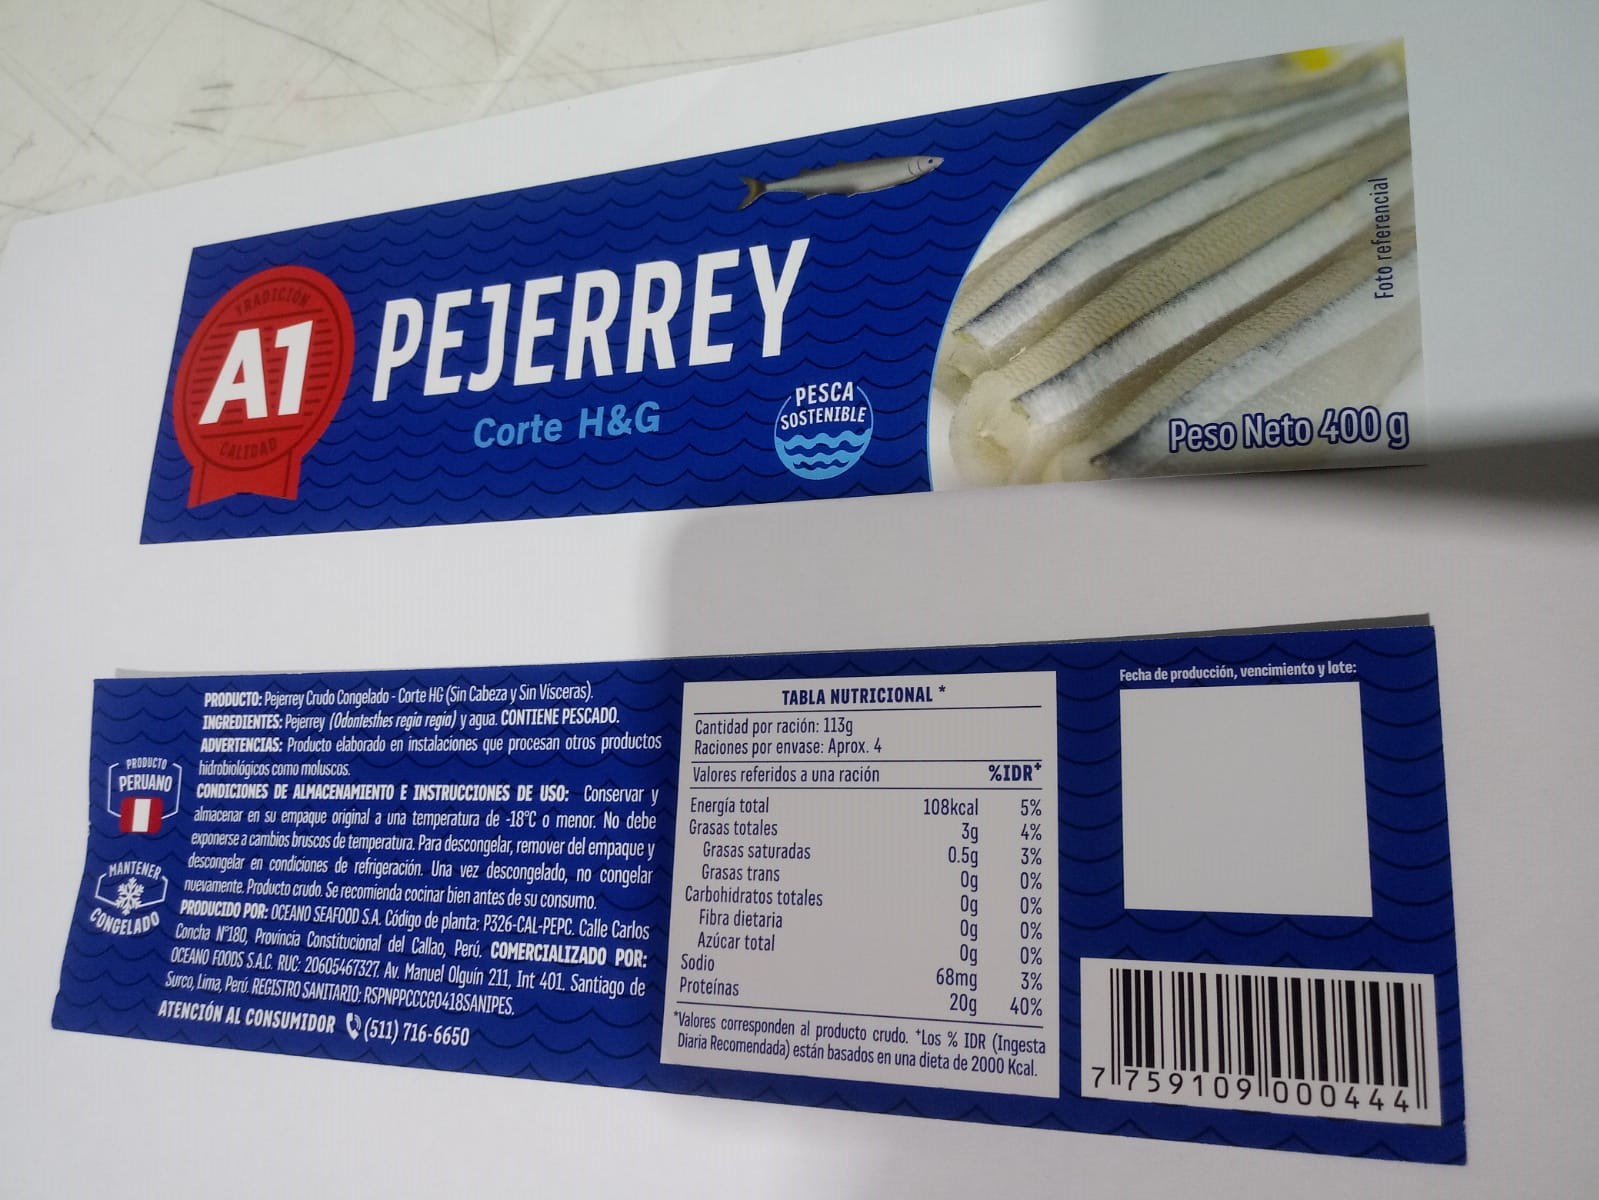 TRADICIÓN
A1
CALIDAD
PEJERREY
Corte H&G
PESCA
SOSTENIBLE
Foto referencial
Peso Neto 400 g
PRODUCTO
PERUANO
MANTENER
CONGELADO
PRODUCTO: Pejerrey Crudo Congelado - Corte HG (Sin Cabeza y Sin Vísceras).
INGREDIENTES: Pejerrey (Odontesthes regia regia) y agua. CONTIENE PESCADO.
ADVERTENCIAS: Producto elaborado en instalaciones que procesan otros productos
hidrobiológicos como moluscos.
CONDICIONES DE ALMACENAMIENTO E INSTRUCCIONES DE USO: Conservar y
almacenar en su empaque original a una temperatura de -18°C o menor. No debe
exponerse a cambios bruscos de temperatura. Para descongelar, remover del empaque y
descongelar en condiciones de refrigeración. Una vez descongelado, no congelar
nuevamente. Producto crudo. Se recomienda cocinar bien antes de su consumo.
PRODUCIDO POR: OCEANO SEAFOOD S.A. Código de planta: P326-CAL-PEPC. Calle Carlos
Concha N°180, Provincia Constitucional del Callao, Perú. COMERCIALIZADO POR:
OCEANO FOODS S.A.C. RUC: 20605467327. Av. Manuel Olguín 211, Int 401. Santiago de
Surco, Lima, Perú. REGISTRO SANITARIO: RSPNPPCCCG0418SANIPES.
ATENCIÓN AL CONSUMIDOR (511) 716-6650
TABLA NUTRICIONAL *
Cantidad por ración: 113g
Raciones por envase: Aprox. 4
Valores referidos a una ración %IDR+
Energía total 108kcal 5%
Grasas totales 3g 4%
Grasas saturadas 0.5g 3%
Grasas trans 0g 0%
Carbohidratos totales 0g 0%
Fibra dietaria 0g 0%
Azúcar total 0g 0%
Sodio 68mg 3%
Proteínas 20g 40%
*Valores corresponden al producto crudo. +Los % IDR (Ingesta
Diaria Recomendada) están basados en una dieta de 2000 Kcal.
Fecha de producción, vencimiento y lote:
7 759109 000444